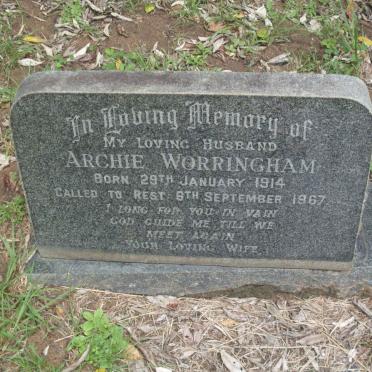 In Loving Memory of
My Loving Husband
Archie Worringham
Born 29th January 1914
Called to Rest 6th September 1967
I long for you in vain
God guide me till we
meet again
Your Loving Wife